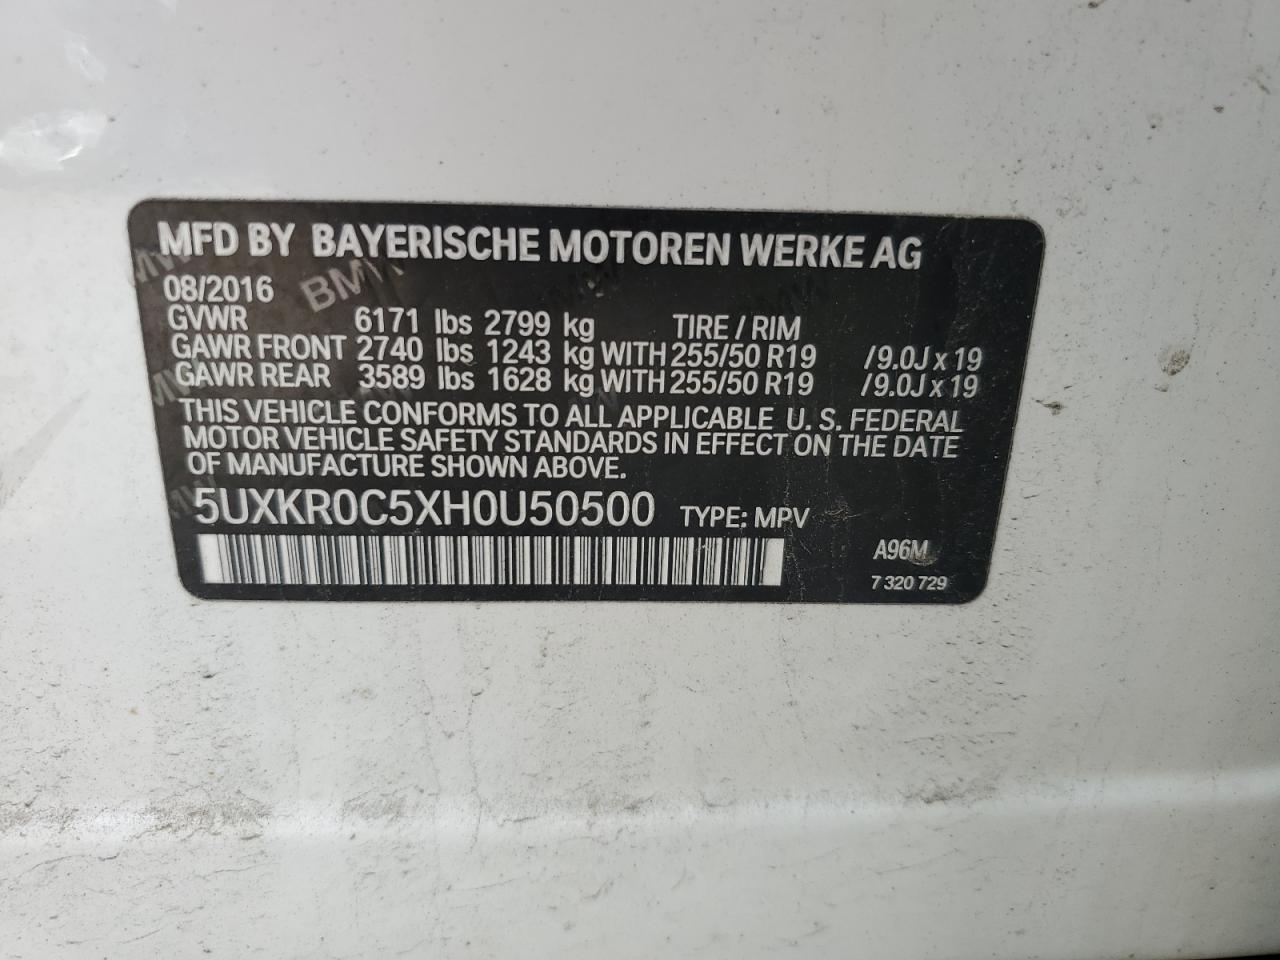 MFD BY BAYERISCHE MOTOREN WERKE AG
08/2016 BMW
GVWR 6171 lbs 2799 kg TIRE / RIM
GAWR FRONT 2740 lbs 1243 kg WITH 255/50 R19 /9.0J x 19
GAWR REAR 3589 lbs 1628 kg WITH 255/50 R19 /9.0J x 19
THIS VEHICLE CONFORMS TO ALL APPLICABLE U. S. FEDERAL
MOTOR VEHICLE SAFETY STANDARDS IN EFFECT ON THE DATE
OF MANUFACTURE SHOWN ABOVE.
5UXKR0C5XH0U50500 TYPE: MPV
A96M
7 320 729